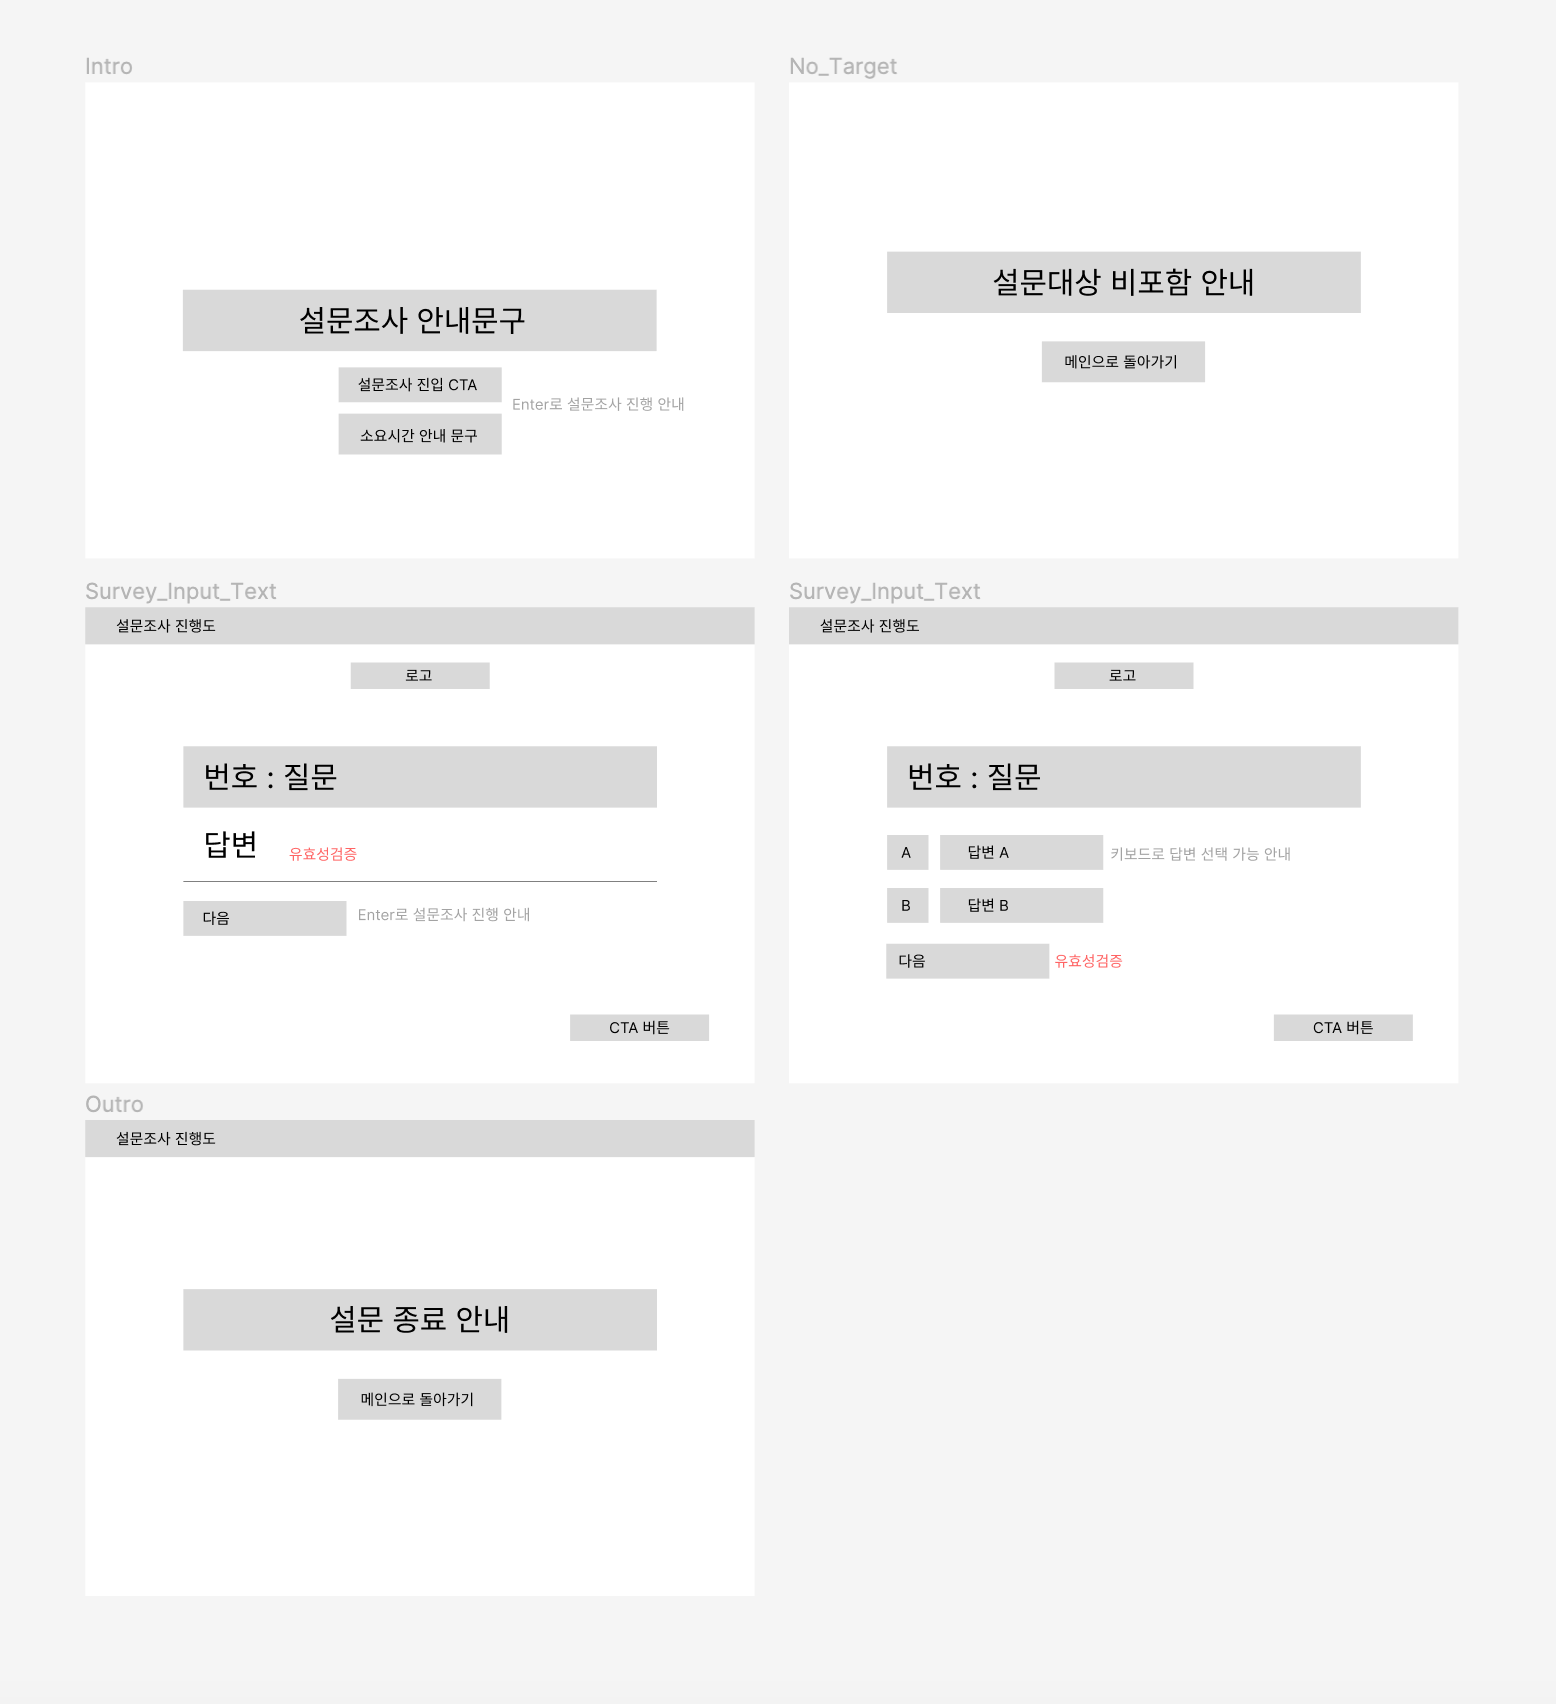 Intro
설문조사 안내문구
설문조사 진입 CTA
Enter로 설문조사 진행 안내
소요시간 안내 문구
No_Target
설문대상 비포함 안내
메인으로 돌아가기
Survey_Input_Text
설문조사 진행도
로고
번호 : 질문
답변
유효성검증
다음
Enter로 설문조사 진행 안내
CTA 버튼
Survey_Input_Text
설문조사 진행도
로고
번호 : 질문
A
답변 A
키보드로 답변 선택 가능 안내
B
답변 B
다음
유효성검증
CTA 버튼
Outro
설문조사 진행도
설문 종료 안내
메인으로 돌아가기